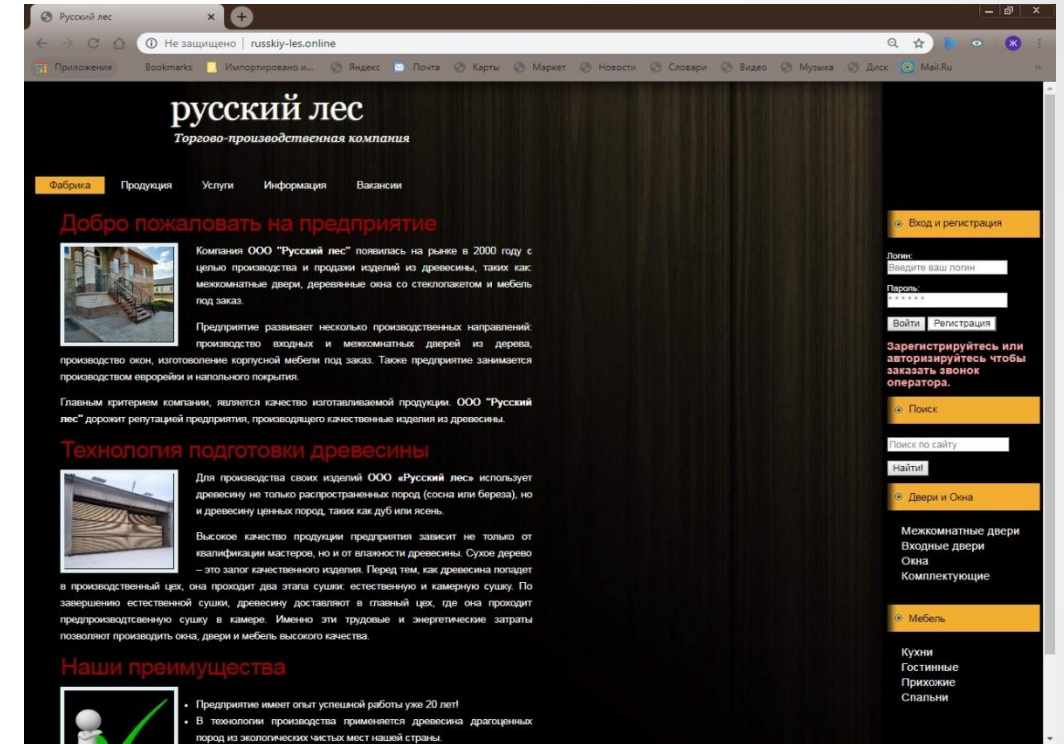 Русский лес
Не защищено | russkiy-les.online
Ж
Приложения Bookmarks Импортировано и... Яндекс Почта Карты Маркет Новости Словари Видео Музыка Диск Mail.Ru »
русский лес
Торгово-производственная компания
Фабрика Продукция Услуги Информация Вакансии
Добро пожаловать на предприятие
Компания ООО "Русский лес" появилась на рынке в 2000 году с
целью производства и продажи изделий из древесины, таких как:
межкомнатные двери, деревянные окна со стеклопакетом и мебель
под заказ.
Предприятие развивает несколько производственных направлений:
производство входных и межкомнатных дверей из дерева,
производство окон, изготоволение корпусной мебели под заказ. Также предприятие занимается
производством еврорейки и напольного покрытия.
Главным критерием компании, является качество изготавливаемой продукции. ООО "Русский
лес" дорожит репутацией предприятия, производящего качественные изделия из древесины.
Технология подготовки древесины
Для производства своих изделий ООО «Русский лес» использует
древесину не только распространенных пород (сосна или береза), но
и древесину ценных пород, таких как дуб или ясень.
Высокое качество продукции предприятия зависит не только от
квалификации мастеров, но и от влажности древесины. Сухое дерево
– это залог качественного изделия. Перед тем, как древесина попадет
в производственный цех, она проходит два этапа сушки: естественную и камерную сушку. По
завершению естественной сушки, древесину доставляют в главный цех, где она проходит
предпроизводтсвенную сушку в камере. Именно эти трудовые и энергетические затраты
позволяют производить окна, двери и мебель высокого качества.
Наши преимущества
• Предприятие имеет опыт успешной работы уже 20 лет!
• В технологии производства применяется древесина драгоценных
пород из экологических чистых мест нашей страны.
Вход и регистрация
Логин:
Введите ваш логин
Пароль:
******
Войти Регистрация
Зарегистрируйтесь или
авторизируйтесь чтобы
заказать звонок
оператора.
Поиск
Поиск по сайту
Найти!
Двери и Окна
Межкомнатные двери
Входные двери
Окна
Комплектующие
Мебель
Кухни
Гостинные
Прихожие
Спальни